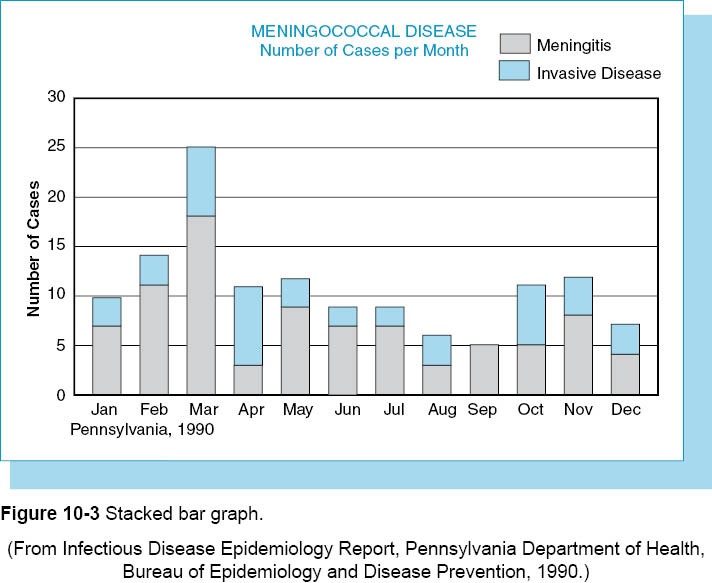 MENINGOCOCCAL DISEASE
Number of Cases per Month
Meningitis
Invasive Disease
Number of Cases
30
25
20
15
10
5
0
Jan Feb Mar Apr May Jun Jul Aug Sep Oct Nov Dec
Pennsylvania, 1990
Figure 10-3 Stacked bar graph.
(From Infectious Disease Epidemiology Report, Pennsylvania Department of Health,
Bureau of Epidemiology and Disease Prevention, 1990.)